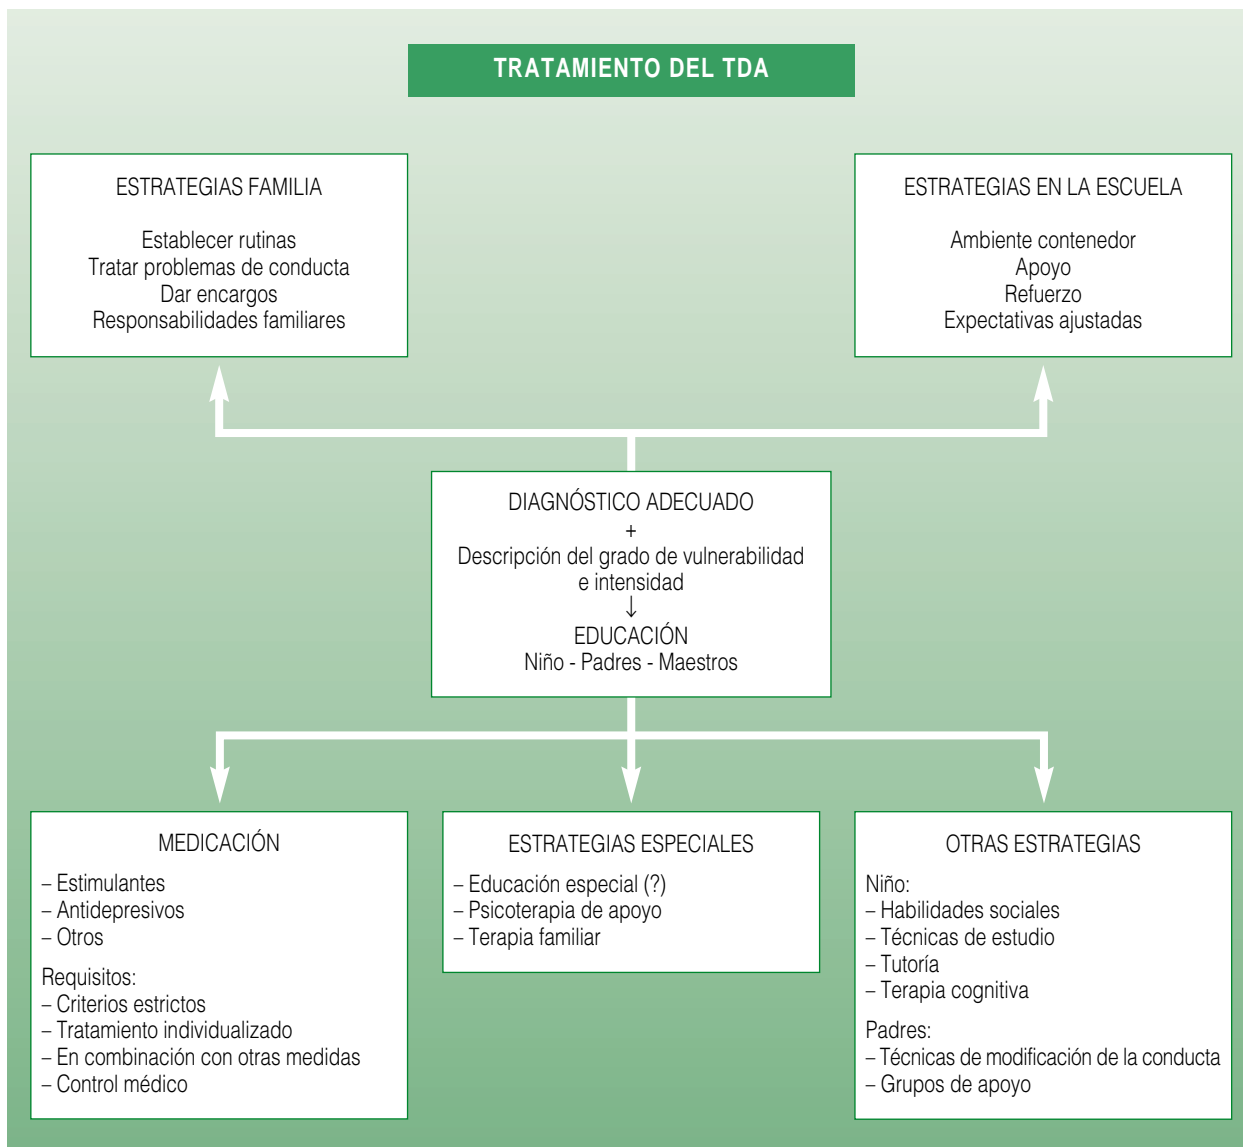 TRATAMIENTO DEL TDA
ESTRATEGIAS FAMILIA
Establecer rutinas
Tratar problemas de conducta
Dar encargos
Responsabilidades familiares
ESTRATEGIAS EN LA ESCUELA
Ambiente contenedor
Apoyo
Refuerzo
Expectativas ajustadas
DIAGNÓSTICO ADECUADO
+
Descripción del grado de vulnerabilidad
e intensidad
↓
EDUCACIÓN
Niño - Padres - Maestros
MEDICACIÓN
– Estimulantes
– Antidepresivos
– Otros
Requisitos:
– Criterios estrictos
– Tratamiento individualizado
– En combinación con otras medidas
– Control médico
ESTRATEGIAS ESPECIALES
– Educación especial (?)
– Psicoterapia de apoyo
– Terapia familiar
OTRAS ESTRATEGIAS
Niño:
– Habilidades sociales
– Técnicas de estudio
– Tutoría
– Terapia cognitiva
Padres:
– Técnicas de modificación de la conducta
– Grupos de apoyo